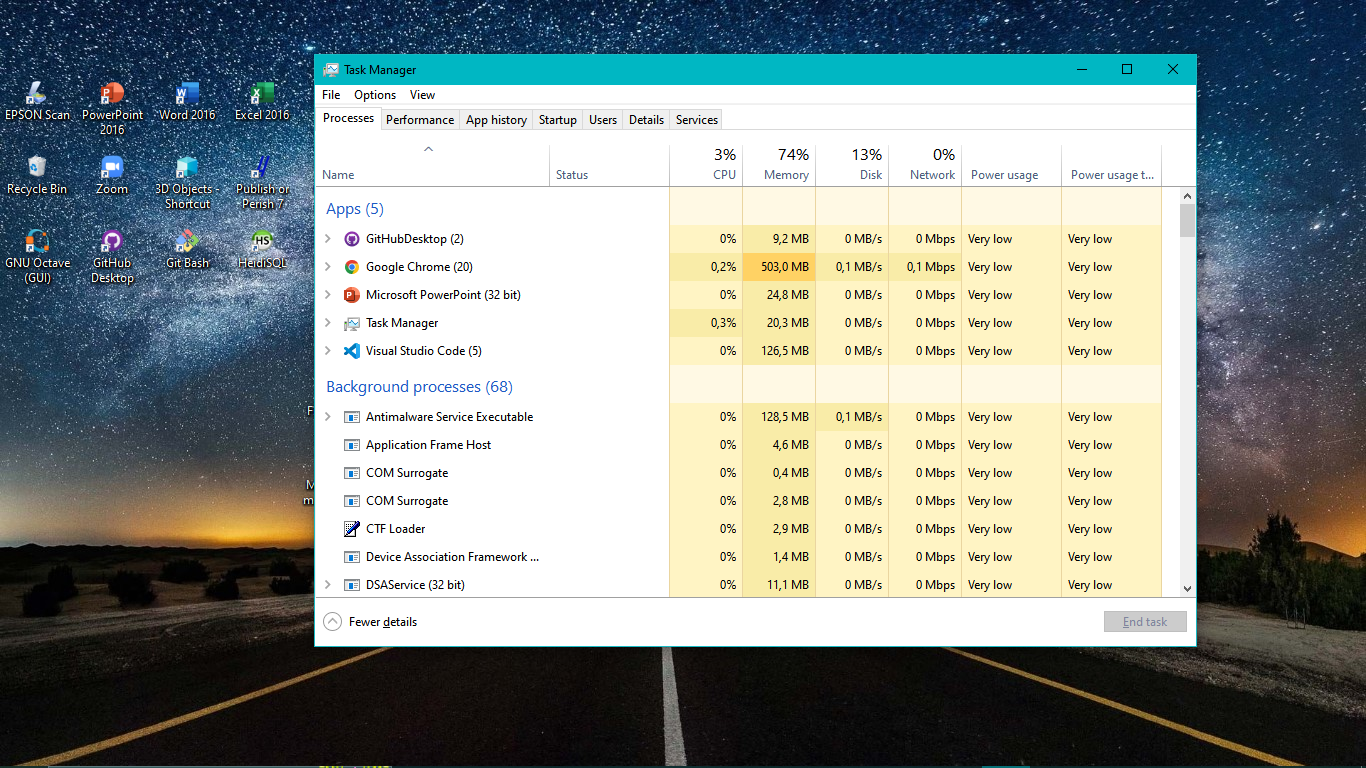 EPSON Scan
PowerPoint 2016
Word 2016
Excel 2016
Recycle Bin
Zoom
3D Objects - Shortcut
Publish or Perish 7
GNU Octave (GUI)
GitHub Desktop
Git Bash
HeidiSQL
HS
Task Manager
File Options View
Processes Performance App history Startup Users Details Services
3% 74% 13% 0%
Name Status CPU Memory Disk Network Power usage Power usage t...
Apps (5)
GitHubDesktop (2) 0% 9,2 MB 0 MB/s 0 Mbps Very low Very low
Google Chrome (20) 0,2% 503,0 MB 0,1 MB/s 0,1 Mbps Very low Very low
Microsoft PowerPoint (32 bit) 0% 24,8 MB 0 MB/s 0 Mbps Very low Very low
Task Manager 0,3% 20,3 MB 0 MB/s 0 Mbps Very low Very low
Visual Studio Code (5) 0% 126,5 MB 0 MB/s 0 Mbps Very low Very low
Background processes (68)
Antimalware Service Executable 0% 128,5 MB 0,1 MB/s 0 Mbps Very low Very low
Application Frame Host 0% 4,6 MB 0 MB/s 0 Mbps Very low Very low
COM Surrogate 0% 0,4 MB 0 MB/s 0 Mbps Very low Very low
COM Surrogate 0% 2,8 MB 0 MB/s 0 Mbps Very low Very low
CTF Loader 0% 2,9 MB 0 MB/s 0 Mbps Very low Very low
Device Association Framework ... 0% 1,4 MB 0 MB/s 0 Mbps Very low Very low
DSAService (32 bit) 0% 11,1 MB 0 MB/s 0 Mbps Very low Very low
Fewer details
End task